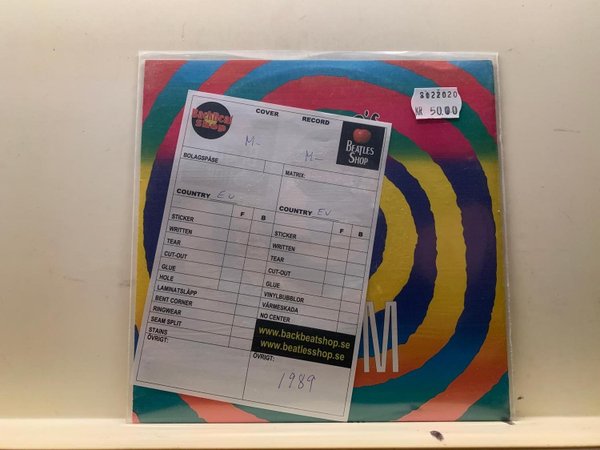 S022020
KR 50.00
Backbeat Shop
COVER RECORD
M- M-
BEATLES SHOP
BOLAGSPÅSE
MATRIX:
COUNTRY EU
COUNTRY EU
F B
STICKER
WRITTEN
TEAR
CUT-OUT
GLUE
HOLE
LAMINATSLÄPP
BENT CORNER
RINGWEAR
SEAM SPLIT
STAINS
ÖVRIGT:
F B
STICKER
WRITTEN
TEAR
CUT-OUT
GLUE
VINYLBUBBLOR
VÄRMESKADA
NO CENTER
www.backbeatshop.se
www.beatlesshop.se
ÖVRIGT:
1989
M